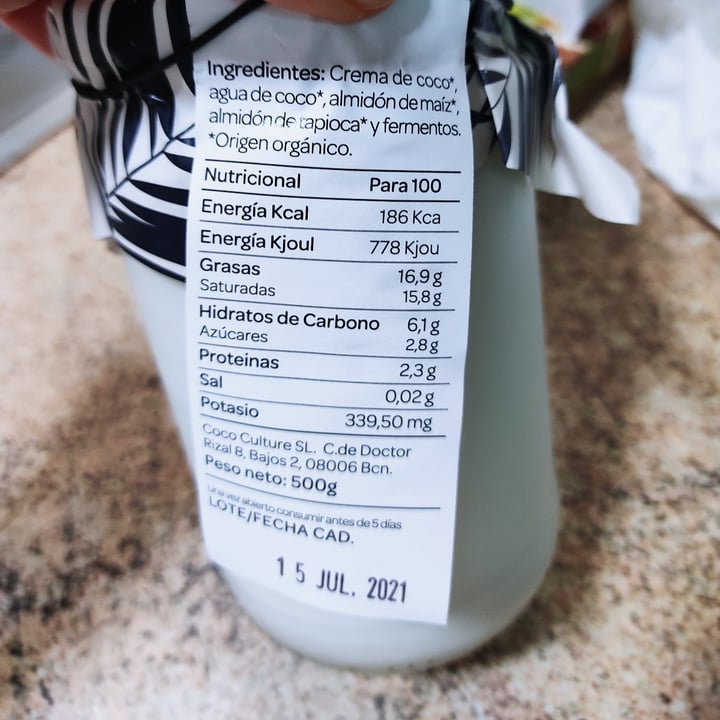 Ingredientes: Crema de coco*,
agua de coco*, almidón de maíz*,
almidón de tapioca* y fermentos.
*Origen orgánico.
Nutricional Para 100
Energía Kcal 186 Kca
Energía Kjoul 778 Kjou
Grasas 16,9 g
Saturadas 15,8 g
Hidratos de Carbono 6,1 g
Azúcares 2,8 g
Proteinas 2,3 g
Sal 0,02 g
Potasio 339,50 mg
Coco Culture SL. C.de Doctor
Rizal 8, Bajos 2, 08006 Bcn.
Peso neto: 500g
Una vez abierto consumir antes de 5 días
LOTE/FECHA CAD.
15 JUL. 2021